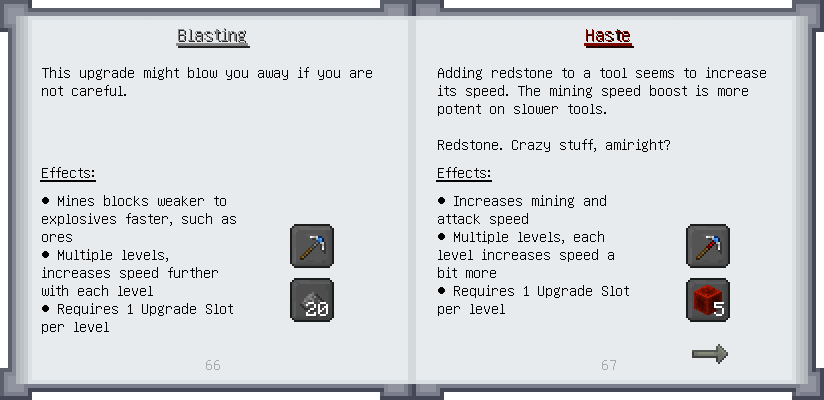 Blasting
This upgrade might blow you away if you are
not careful.
Effects:
● Mines blocks weaker to
explosives faster, such as
ores
● Multiple levels,
increases speed further
with each level
● Requires 1 Upgrade Slot
per level
20
66
Haste
Adding redstone to a tool seems to increase
its speed. The mining speed boost is more
potent on slower tools.
Redstone. Crazy stuff, amiright?
Effects:
● Increases mining and
attack speed
● Multiple levels, each
level increases speed a
bit more
● Requires 1 Upgrade Slot
per level
5
67